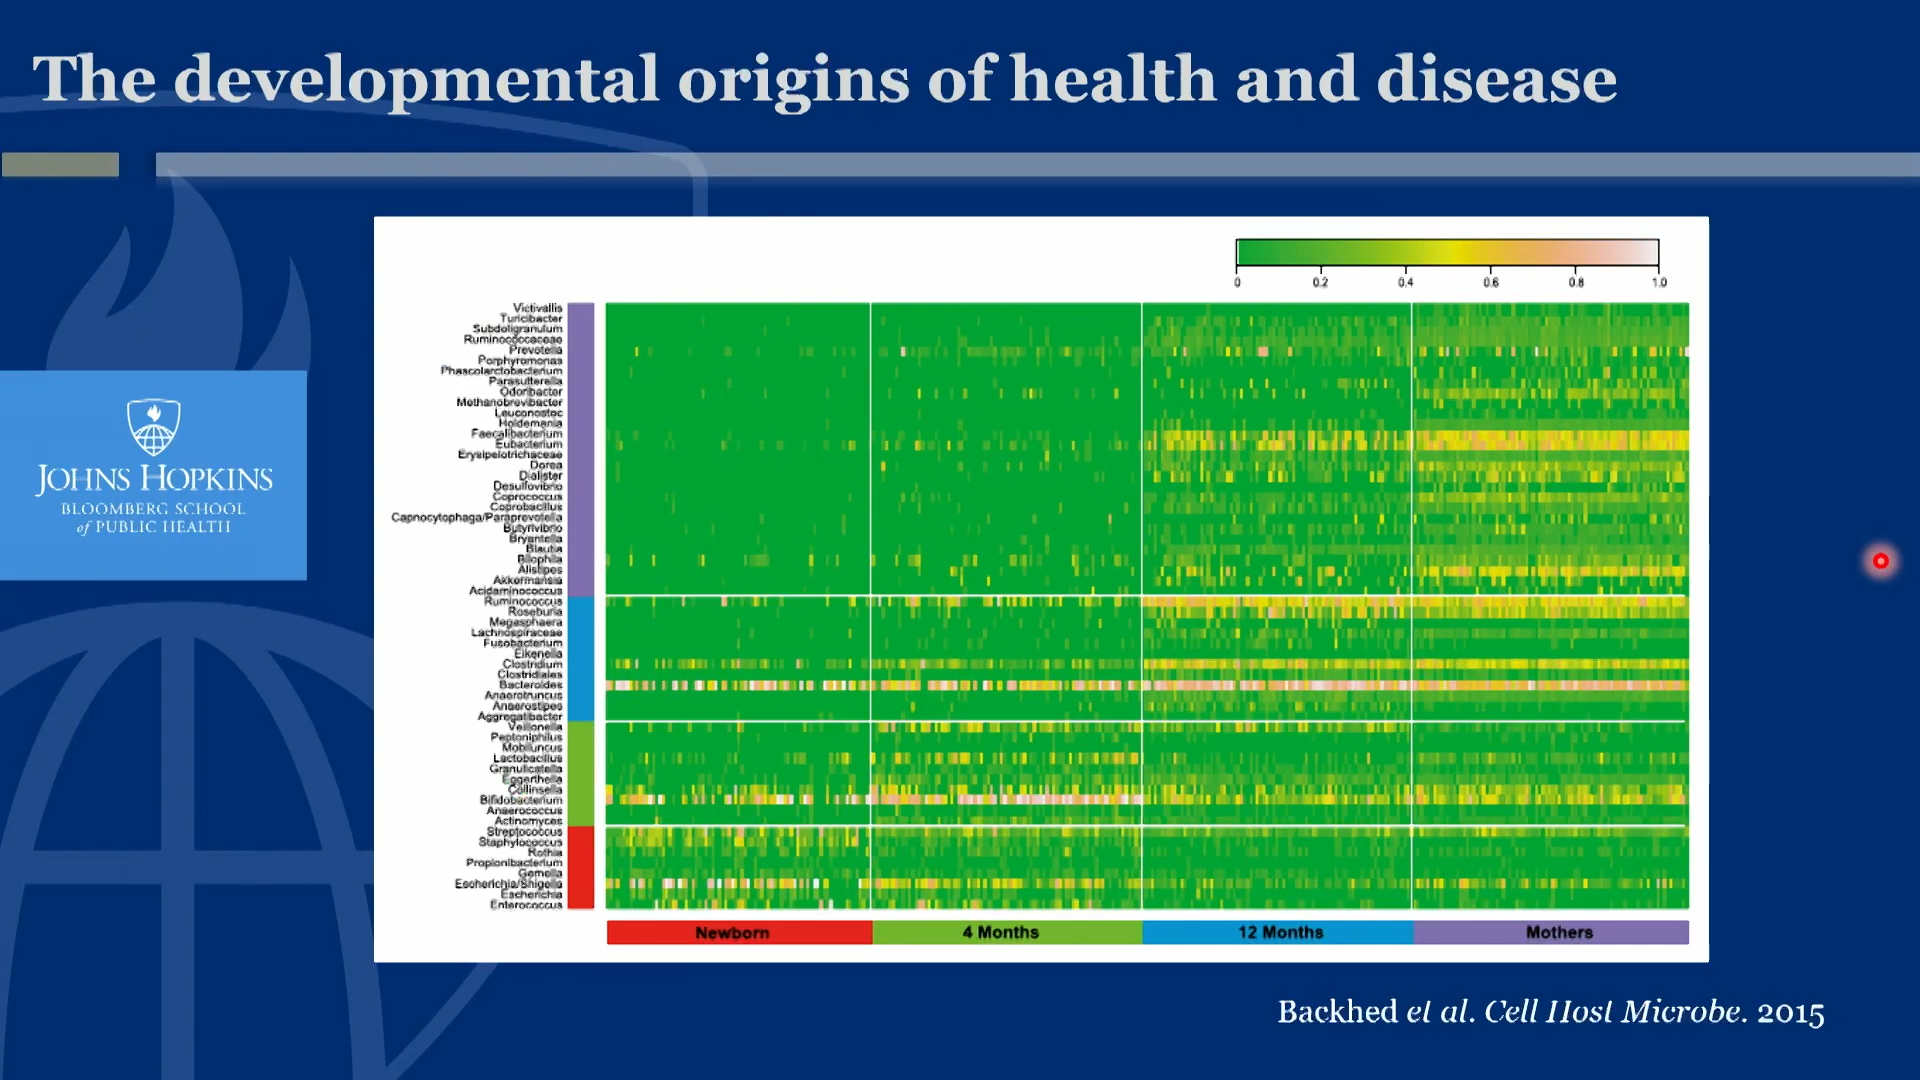 The developmental origins of health and disease
0 0.2 0.4 0.6 0.8 1.0
Victivallis
Turicibacter
Subdoligranulum
Ruminococcaceae
Prevotella
Porphyromonas
Phascolarctobacterium
Parasutterella
Odoribacter
Methanobrevibacter
Leuconostoc
Holdemania
Faecalibacterium
Eubacterium
Erysipelotrichaceae
Dorea
Dialister
Desulfovibrio
Coprococcus
Coprobacillus
Capnocytophaga/Paraprevotella
Butyrivibrio
Bryantella
Blautia
Bilophila
Alistipes
Akkermansia
Acidaminococcus
Ruminococcus
Roseburia
Megasphaera
Lachnospiraceae
Fusobacterium
Eikenella
Clostridium
Clostridiales
Bacteroides
Anaerotruncus
Anaerostipes
Aggregatibacter
Veillonella
Peptoniphilus
Mobiluncus
Lactobacillus
Granulicatella
Eggerthella
Collinsella
Bifidobacterium
Anaerococcus
Actinomyces
Streptococcus
Staphylococcus
Rothia
Propionibacterium
Gemella
Escherichia/Shigella
Escherichia
Enterococcus
Newborn 4 Months 12 Months Mothers
JOHNS HOPKINS
BLOOMBERG SCHOOL
of PUBLIC HEALTH
Backhed et al. Cell Host Microbe. 2015